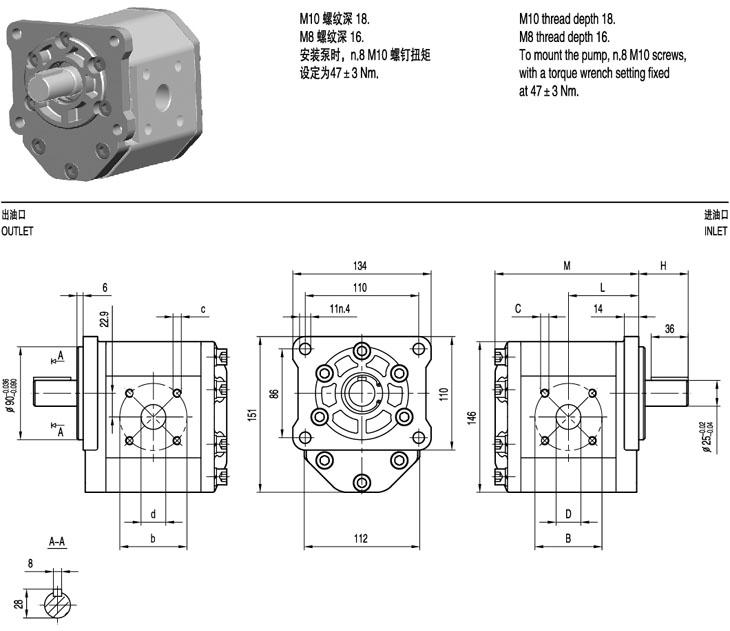 M10 螺纹深 18.
M8 螺纹深 16.
安装泵时，n.8 M10 螺钉扭矩
设定为47±3 Nm.
M10 thread depth 18.
M8 thread depth 16.
To mount the pump, n.8 M10 screws,
with a torque wrench setting fixed
at 47±3 Nm.
出油口
OUTLET
进油口
INLET
6
22.9
c
A
A
ø 90 -0.036 -0.090
d
b
A-A
8
28
134
110
11n.4
151
86
110
112
M
H
L
C
14
36
146
ø 25 -0.02 -0.04
D
B